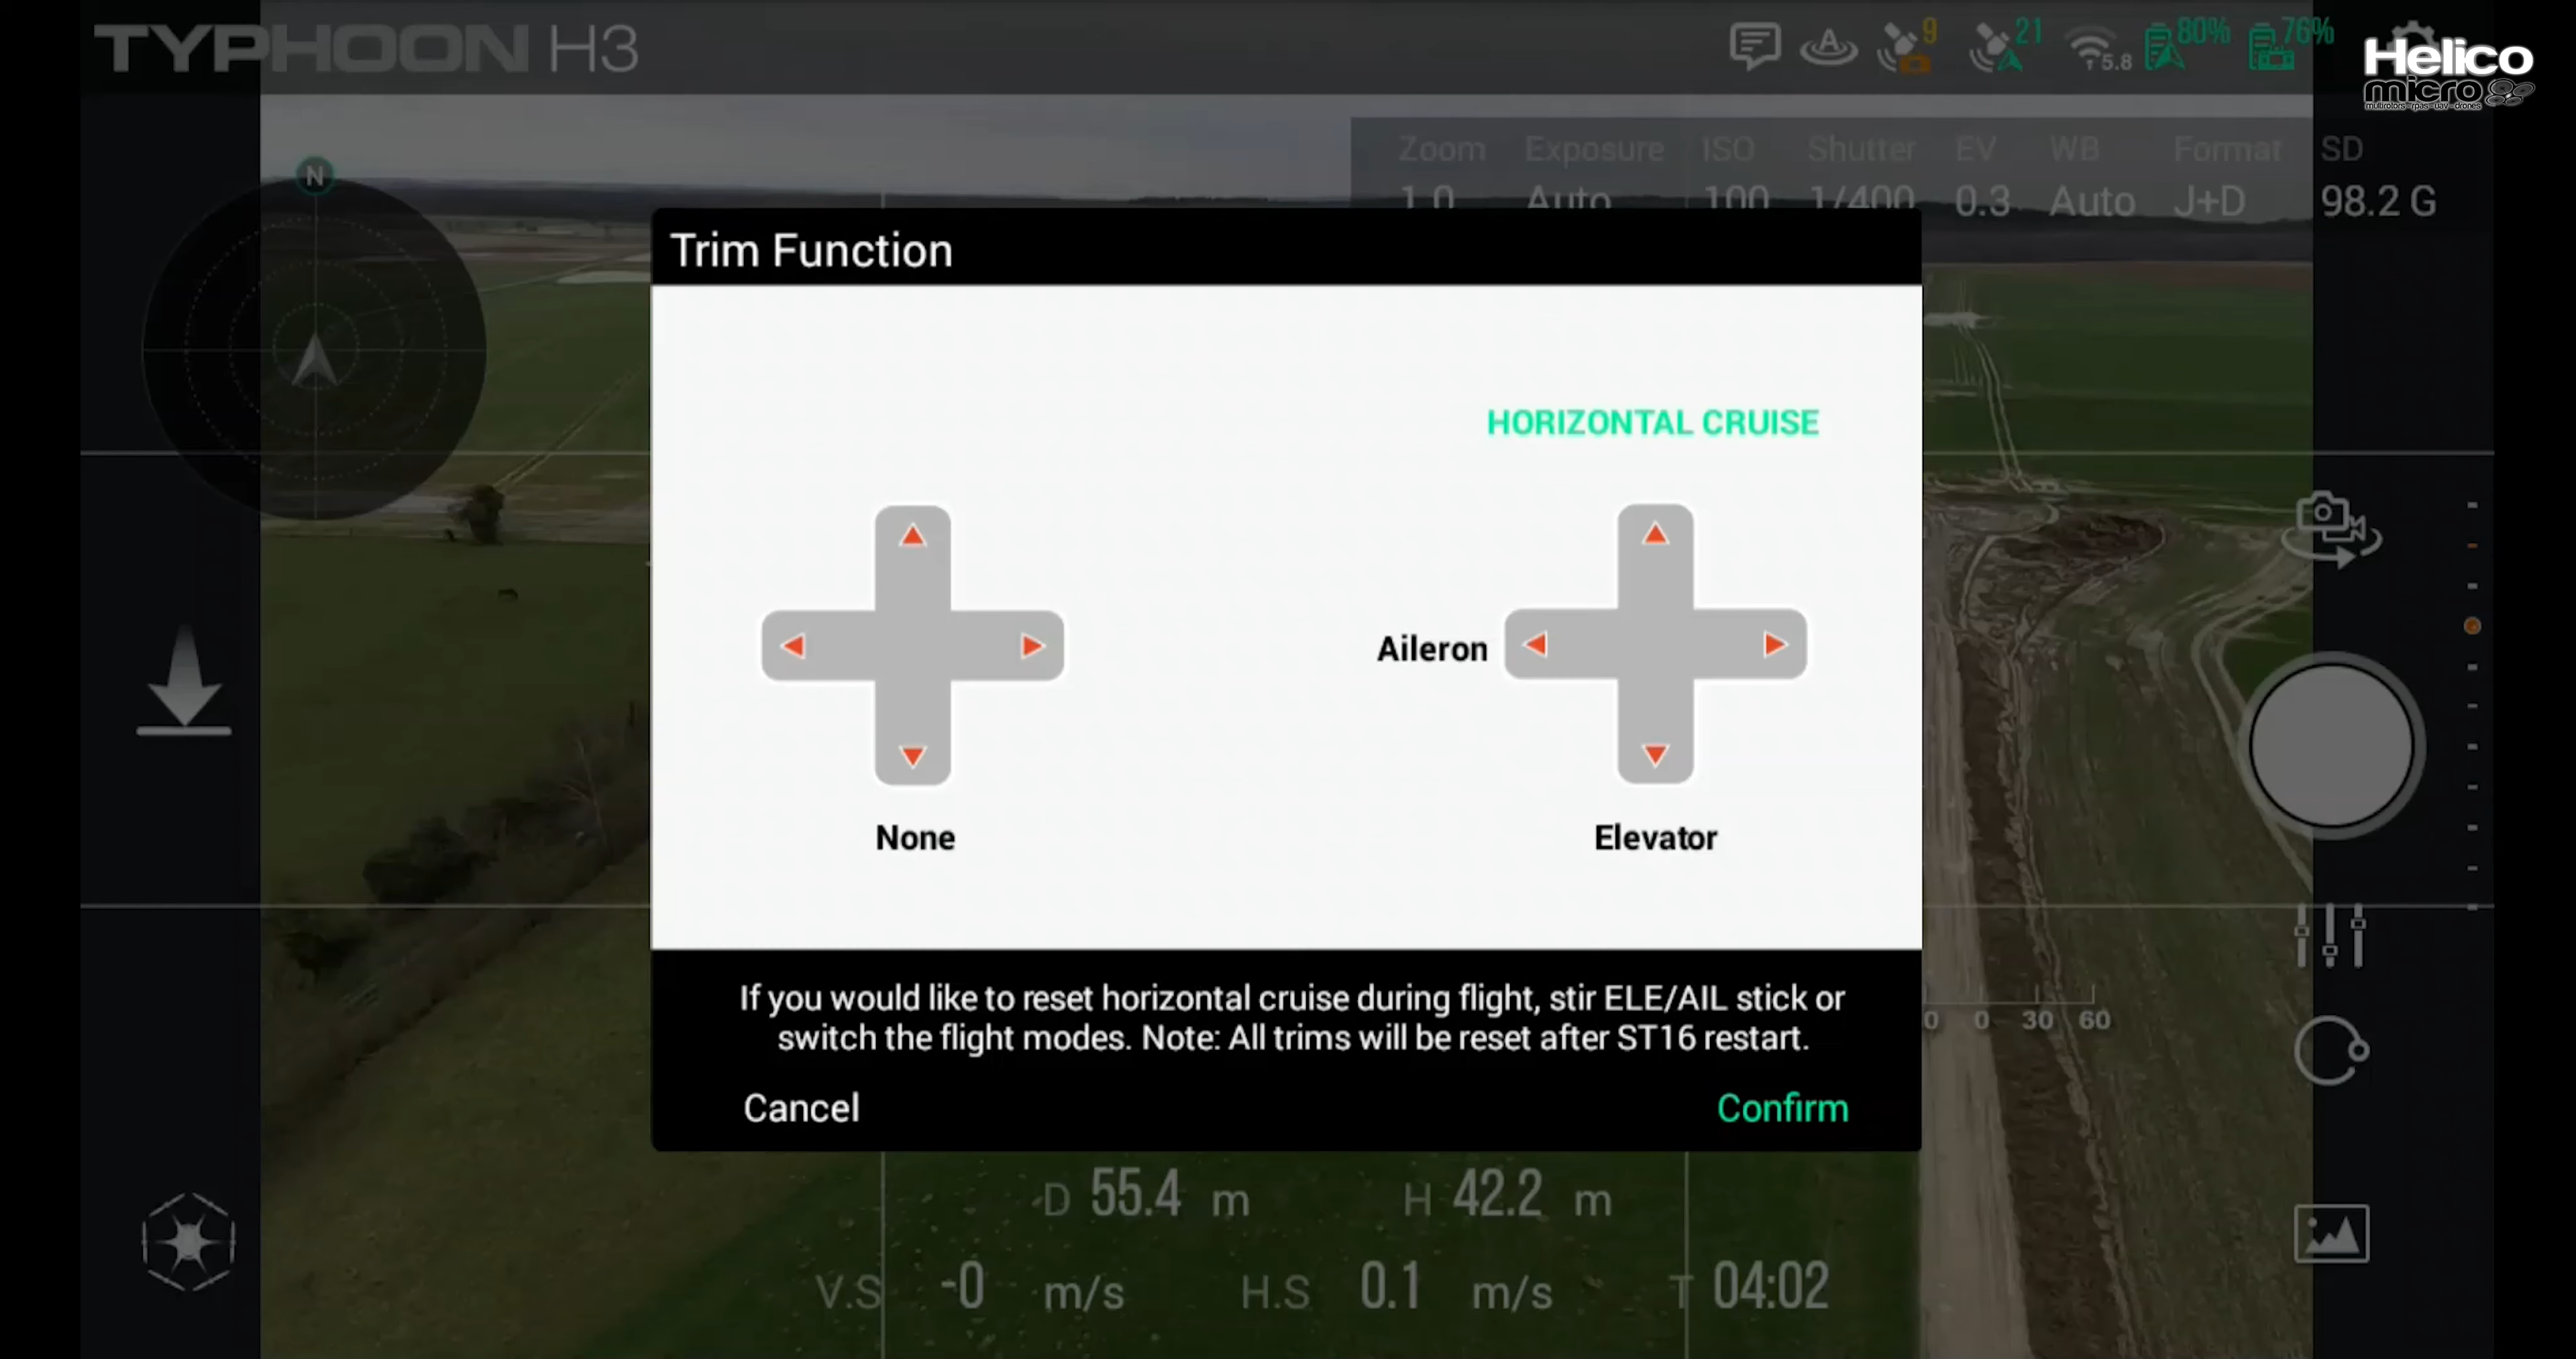 TYPHOON H3
9
21
5.8
80%
76%
Helico
micro
N
Zoom Exposure ISO Shutter EV WB Format SD
1.0 Auto 100 1/400 0.3 Auto J+D 98.2 G
Trim Function
HORIZONTAL CRUISE
Aileron
None
Elevator
If you would like to reset horizontal cruise during flight, stir ELE/AIL stick or
switch the flight modes. Note: All trims will be reset after ST16 restart.
0 0 30 60
Cancel
Confirm
D 55.4 m H 42.2 m
V.S -0 m/s H.S 0.1 m/s T 04:02